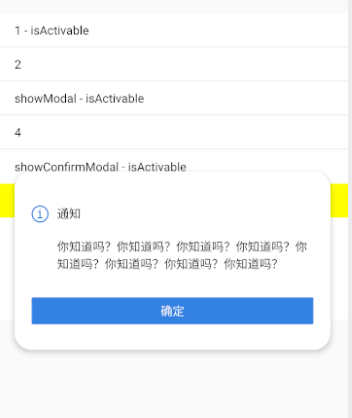 1 - isActivable
2
showModal - isActivable
4
showConfirmModal - isActivable
1 通知
你知道吗？你知道吗？你知道吗？你知道吗？你
知道吗？你知道吗？你知道吗？你知道吗？
确定